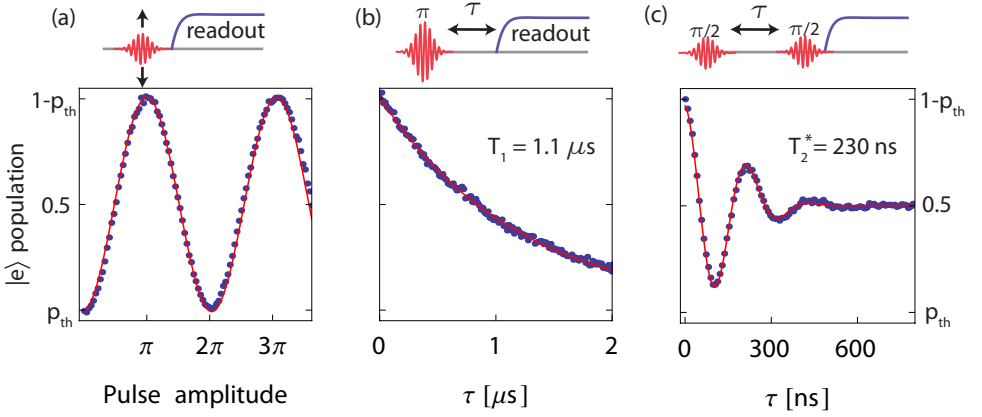 (a)
readout
1-p_th
0.5
p_th
|e⟩ population
π
2π
3π
Pulse amplitude
(b)
π
τ
readout
T_1 = 1.1 μs
0
1
2
τ [μs]
(c)
τ
π/2
π/2
T_2^* = 230 ns
1-p_th
0.5
p_th
0
300
600
τ [ns]